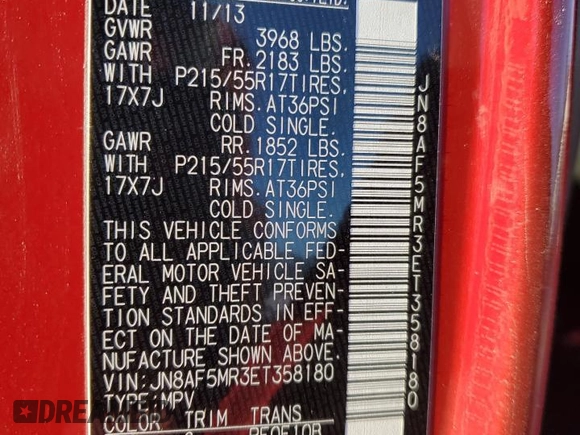 DATE 11/13
GVWR 3968 LBS.
GAWR FR. 2183 LBS.
WITH P215/55R17TIRES,
17X7J RIMS. AT36PSI
COLD SINGLE.
GAWR RR. 1852 LBS.
WITH P215/55R17TIRES,
17X7J RIMS. AT36PSI
COLD SINGLE.
THIS VEHICLE CONFORMS
TO ALL APPLICABLE FED-
ERAL MOTOR VEHICLE SA-
FETY AND THEFT PREVEN-
TION STANDARDS IN EFF-
ECT ON THE DATE OF MA-
NUFACTURE SHOWN ABOVE.
VIN:JN8AF5MR3ET358180
TYPE:MPV
COLOR TRIM TRANS
JN8AF5MR3ET358180